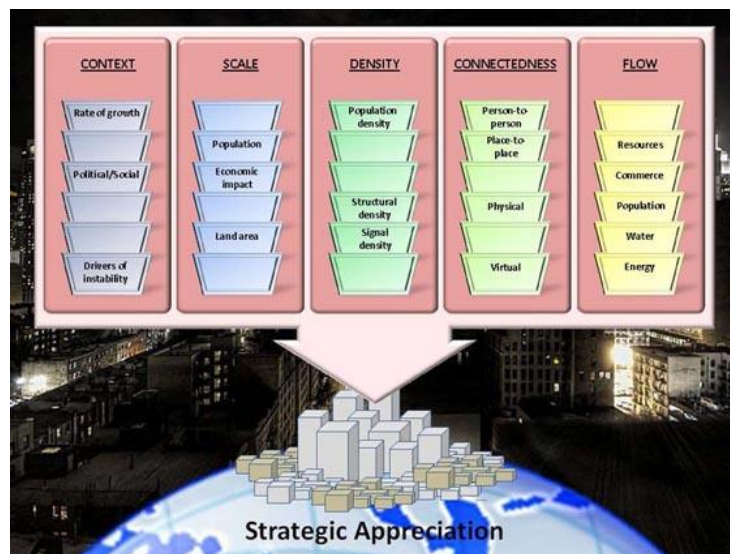 CONTEXT
Rate of growth
Political/Social
Drivers of
instability
SCALE
Population
Economic
impact
Land area
DENSITY
Population
density
Structural
density
Signal
density
CONNECTEDNESS
Person-to-
person
Place-to-
place
Physical
Virtual
FLOW
Resources
Commerce
Population
Water
Energy
Strategic Appreciation